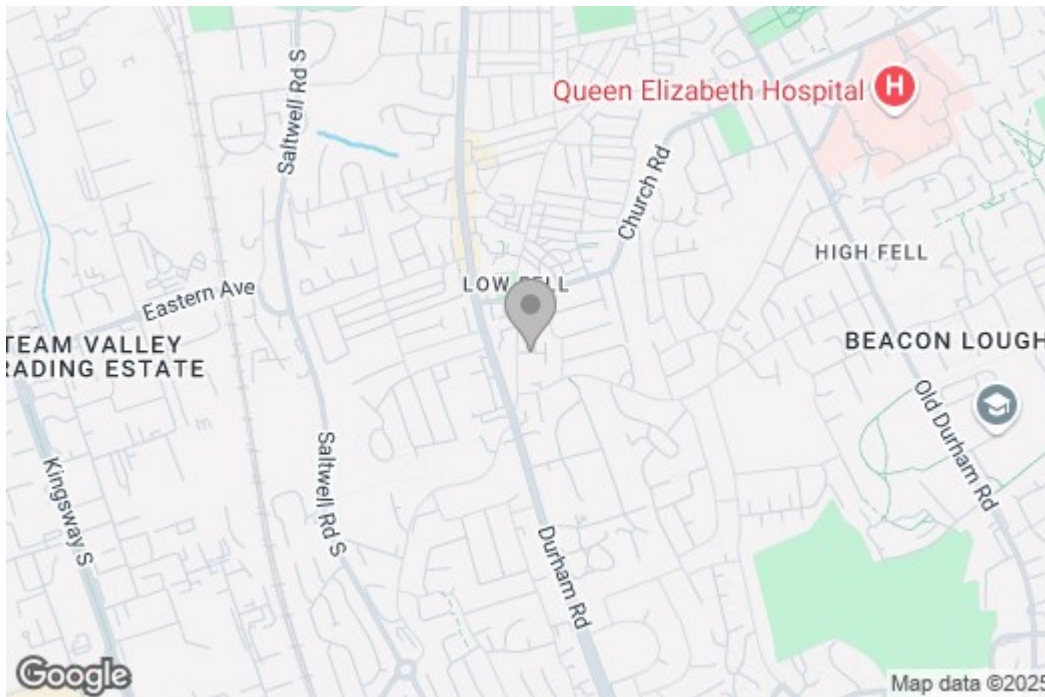 Saltwell Rd S
Queen Elizabeth Hospital
H
Church Rd
HIGH FELL
LOW FELL
Eastern Ave
TEAM VALLEY
RADING ESTATE
BEACON LOUGH
Old Durham Rd
Kingsway S
Saltwell Rd S
Durham Rd
Google
Map data ©2025